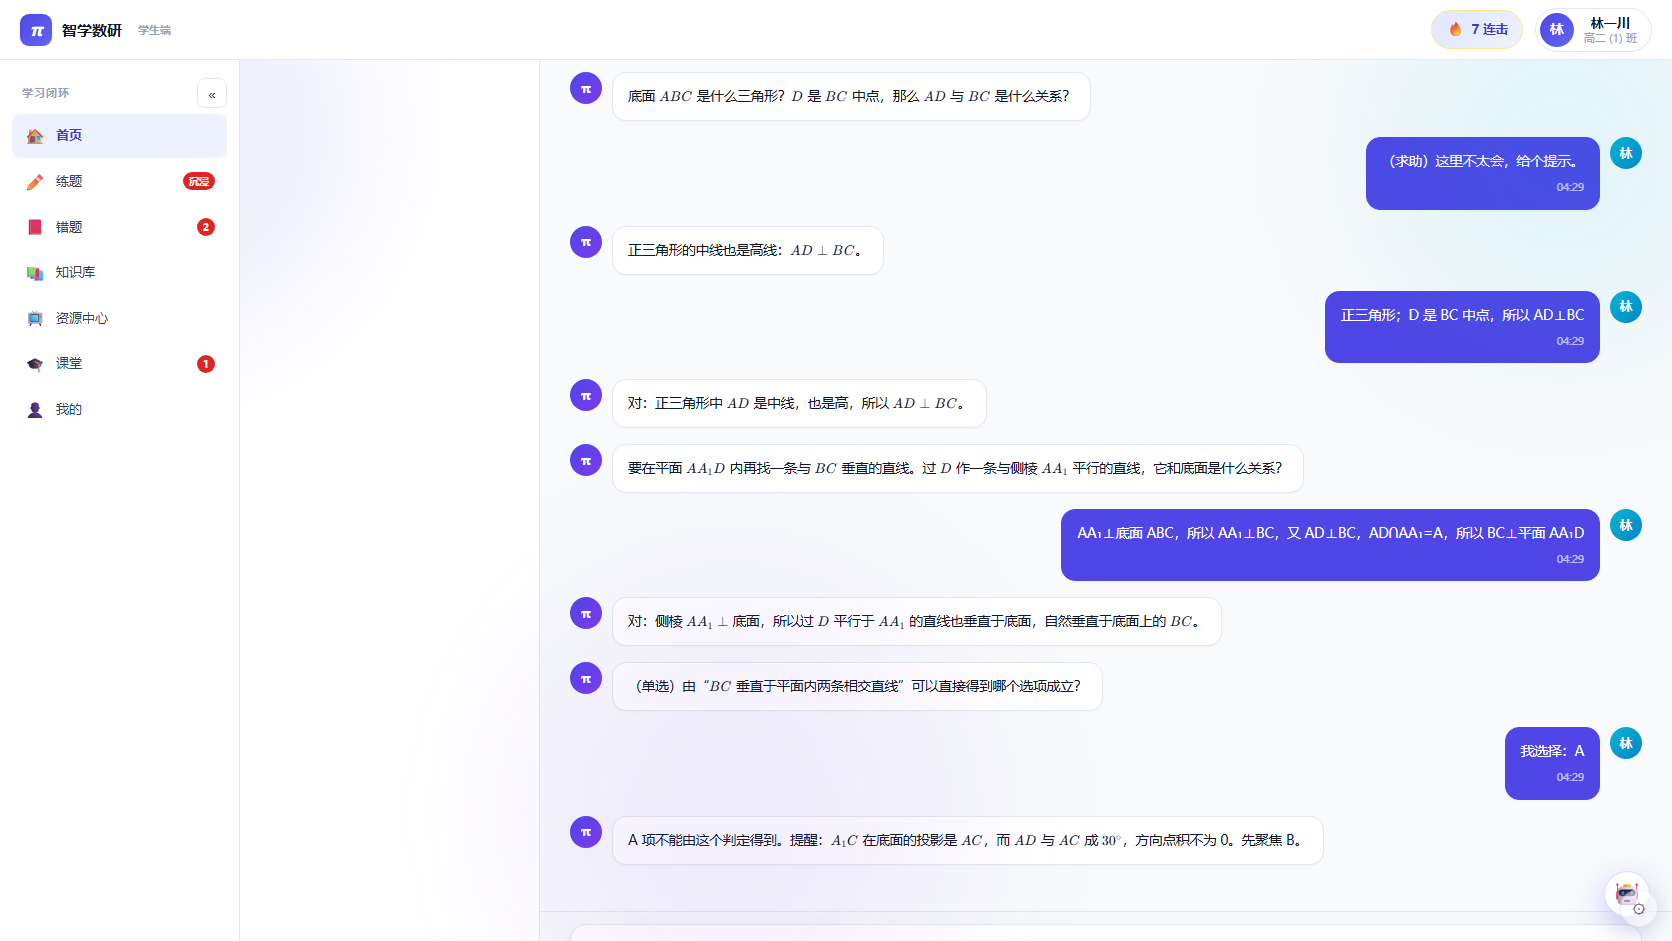 π 智学数研 学生端
7 连击
林 林一川
高二 (1) 班
学习闭环 «
首页
练题 沉浸
错题 2
知识库
资源中心
课堂 1
我的
π 底面 ABC 是什么三角形？D 是 BC 中点，那么 AD 与 BC 是什么关系？
（求助）这里不太会，给个提示。 林
04:29
π 正三角形的中线也是高线：AD ⊥ BC。
正三角形；D 是 BC 中点，所以 AD⊥BC 林
04:29
π 对：正三角形中 AD 是中线，也是高，所以 AD ⊥ BC。
π 要在平面 AA₁D 内再找一条与 BC 垂直的直线。过 D 作一条与侧棱 AA₁ 平行的直线，它和底面是什么关系？
AA₁⊥底面 ABC，所以 AA₁⊥BC，又 AD⊥BC，AD∩AA₁=A，所以 BC⊥平面 AA₁D 林
04:29
π 对：侧棱 AA₁ ⊥ 底面，所以过 D 平行于 AA₁ 的直线也垂直于底面，自然垂直于底面上的 BC。
π （单选）由“BC 垂直于平面内两条相交直线”可以直接得到哪个选项成立？
我选择：A 林
04:29
π A 项不能由这个判定得到。提醒：A₁C 在底面的投影是 AC，而 AD 与 AC 成 30°，方向点积不为 0。先聚焦 B。